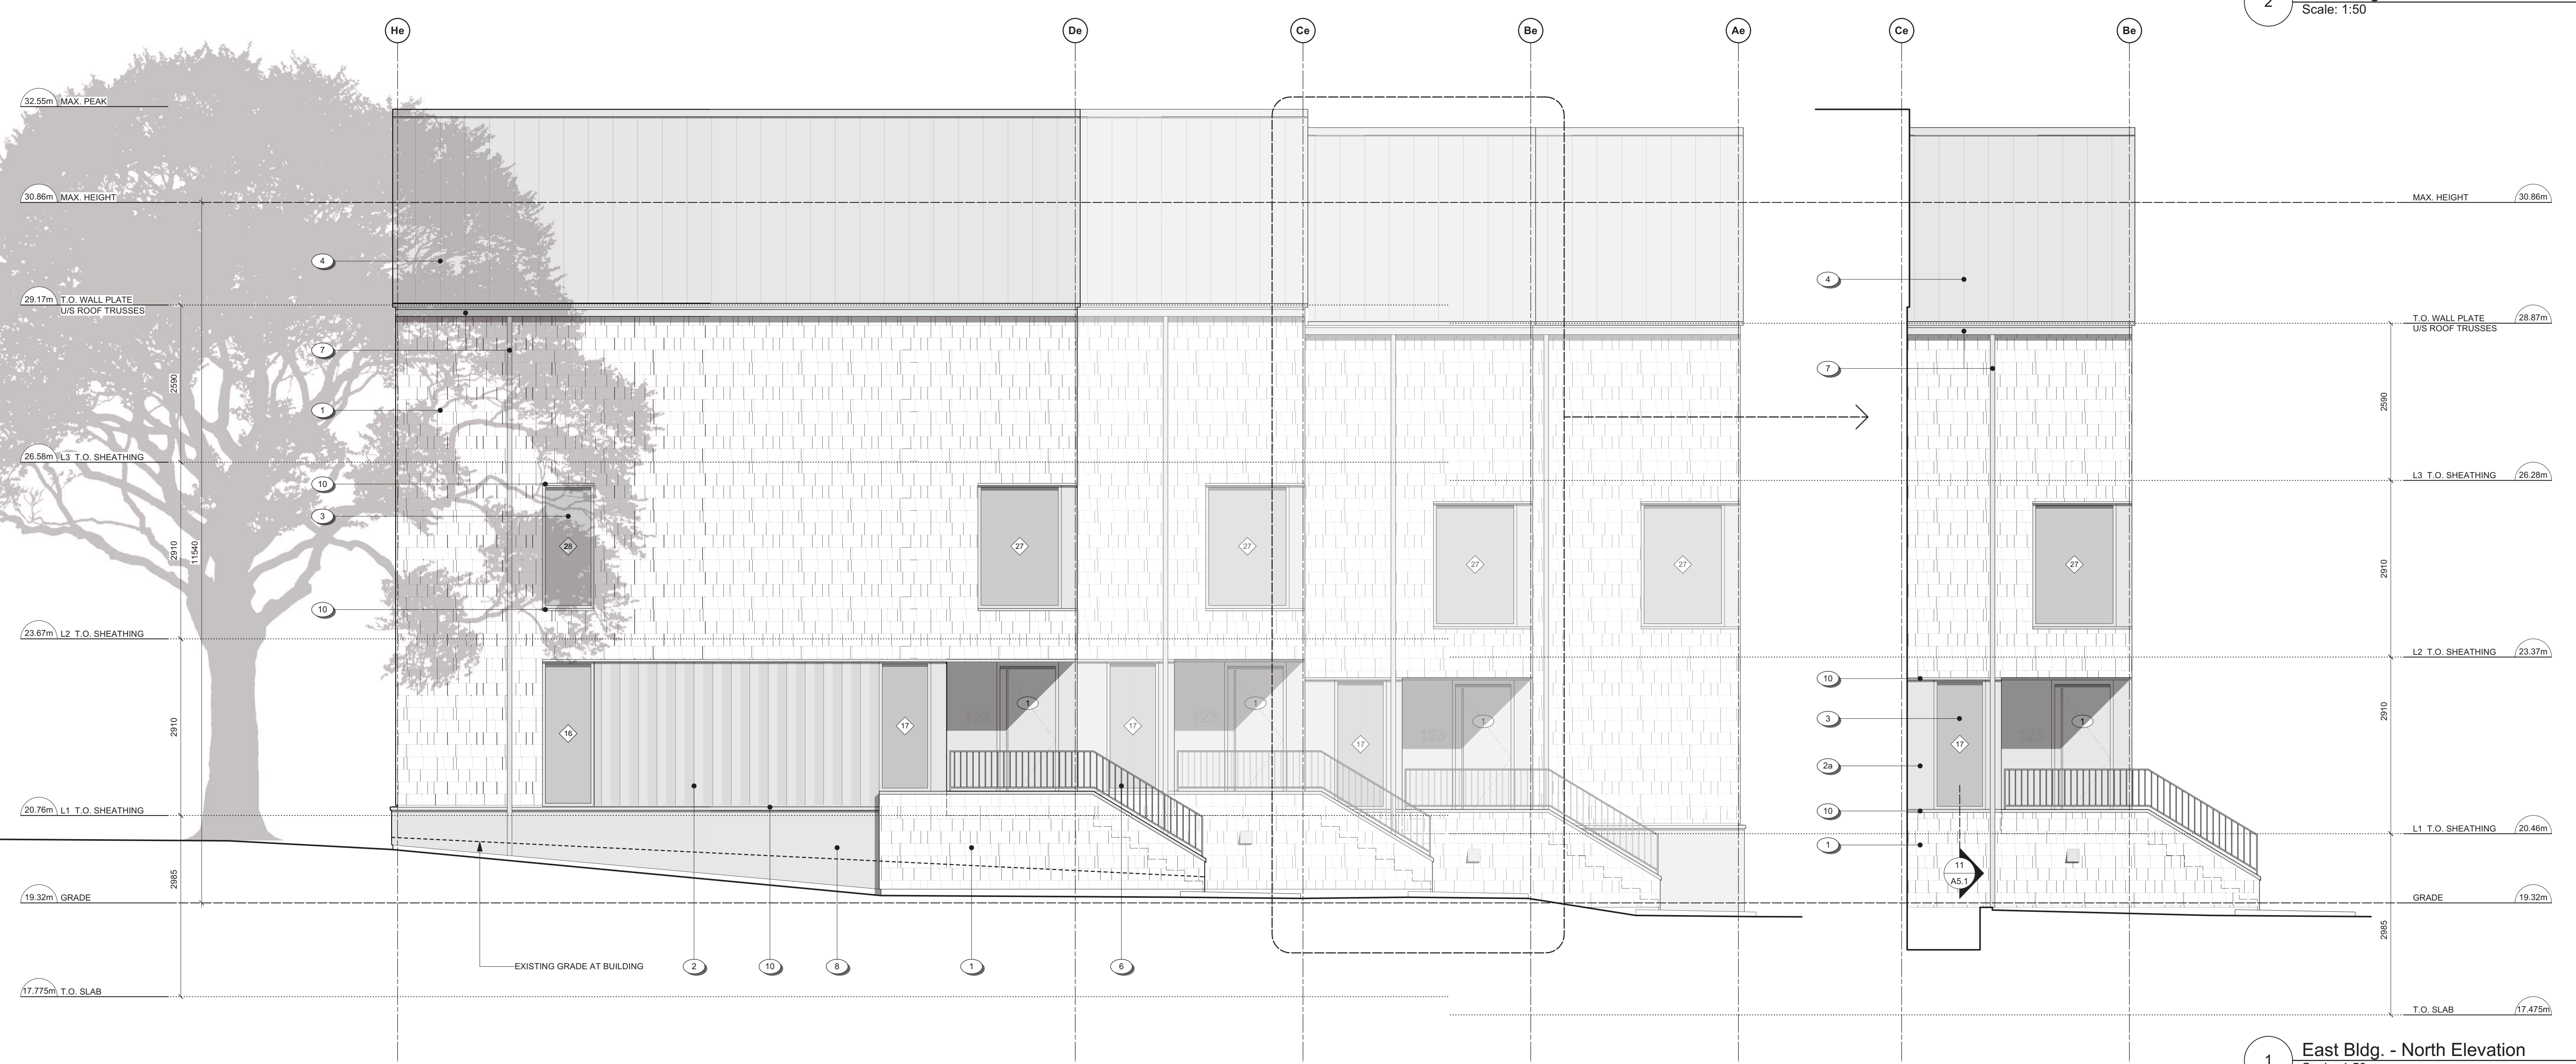 2
Scale: 1:50
He
De
Ce
Be
Ae
Ce
Be
32.55m MAX. PEAK
30.86m MAX. HEIGHT
MAX. HEIGHT 30.86m
4
4
29.17m T.O. WALL PLATE
U/S ROOF TRUSSES
T.O. WALL PLATE 28.87m
U/S ROOF TRUSSES
7
7
2590
2590
1
26.58m L3 T.O. SHEATHING
L3 T.O. SHEATHING 26.28m
10
3
28
27
27
27
27
27
2910
11540
2910
10
23.67m L2 T.O. SHEATHING
L2 T.O. SHEATHING 23.37m
10
123
1
123
1
123
1
123
1
16
17
17
17
17
3
2910
2910
2a
20.76m L1 T.O. SHEATHING
10
L1 T.O. SHEATHING 20.46m
1
11
A5.1
2985
2985
19.32m GRADE
GRADE 19.32m
EXISTING GRADE AT BUILDING
2
10
8
1
6
17.775m T.O. SLAB
T.O. SLAB 17.475m
1
East Bldg. - North Elevation